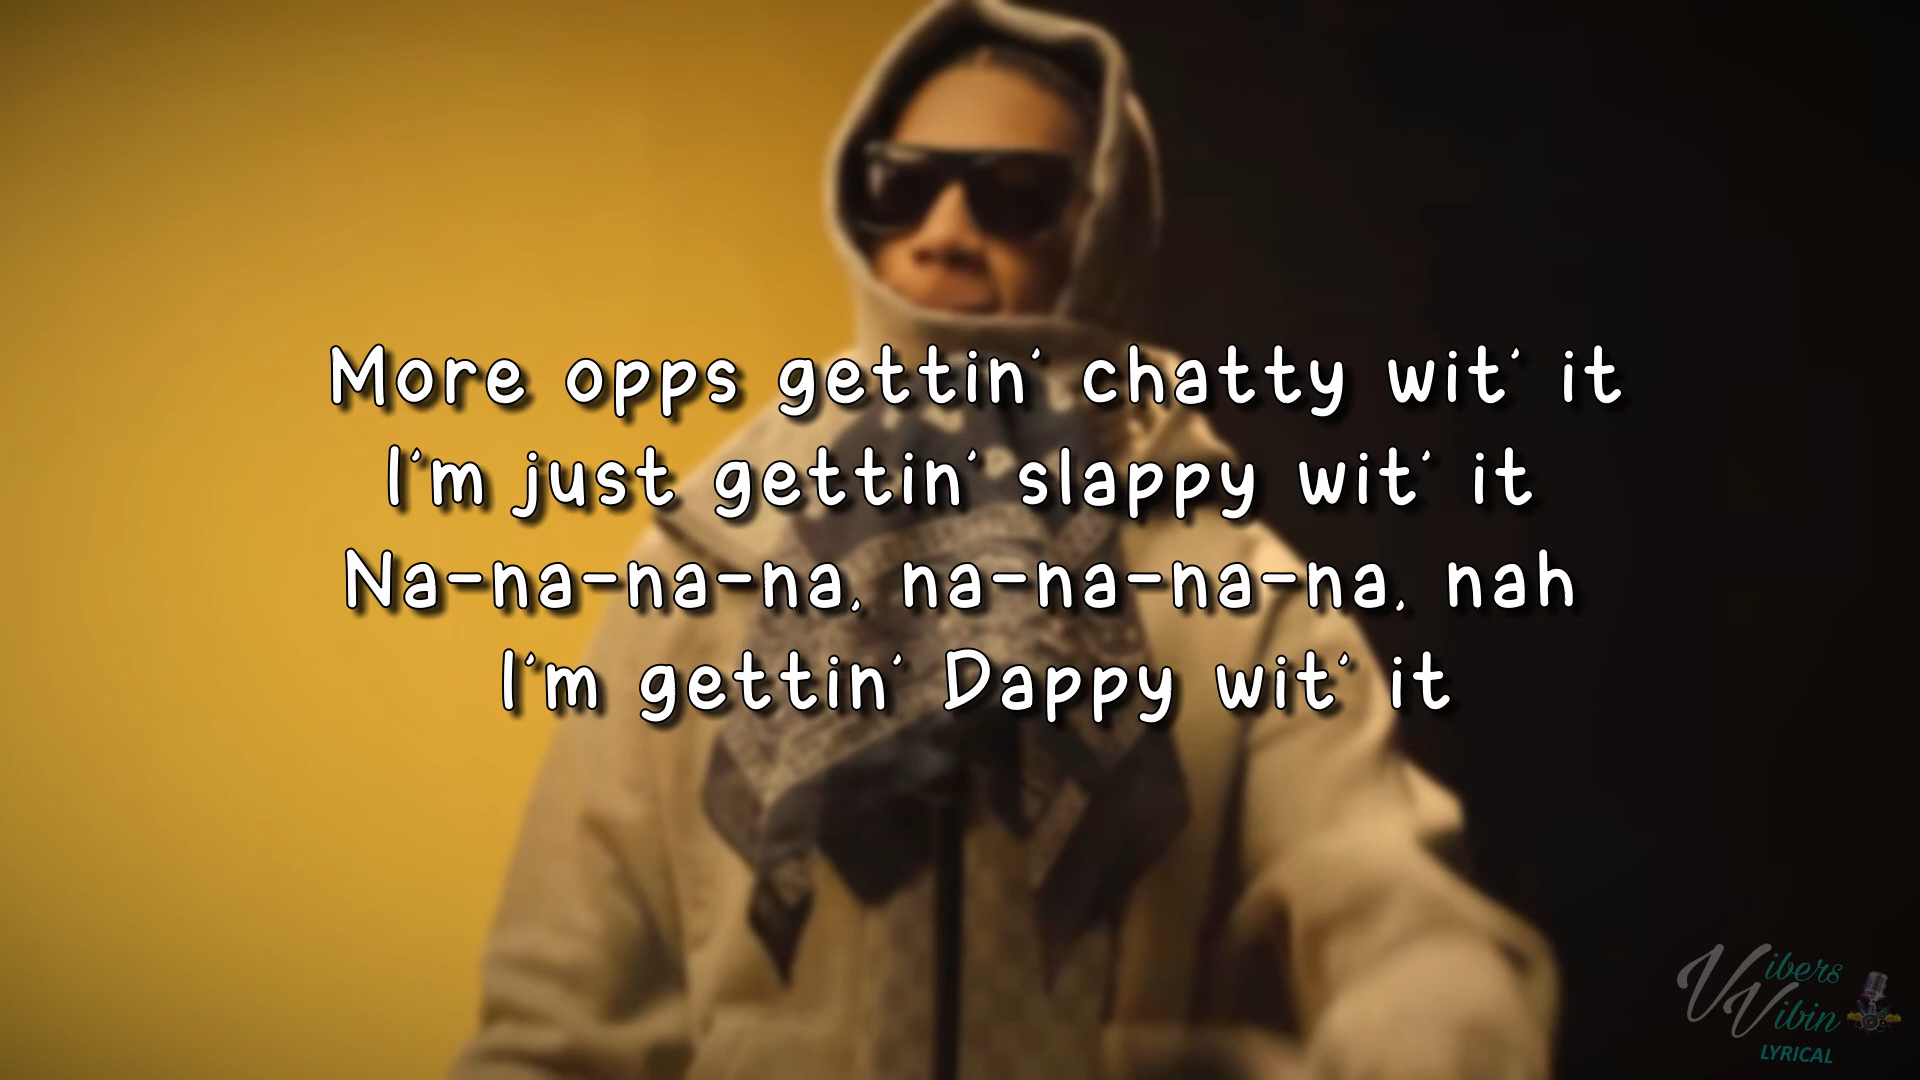 More opps gettin' chatty wit' it
I'm just gettin' slappy wit' it
Na-na-na-na, na-na-na-na, nah
I'm gettin' Dappy wit' it
Vibers
Vibin
LYRICAL